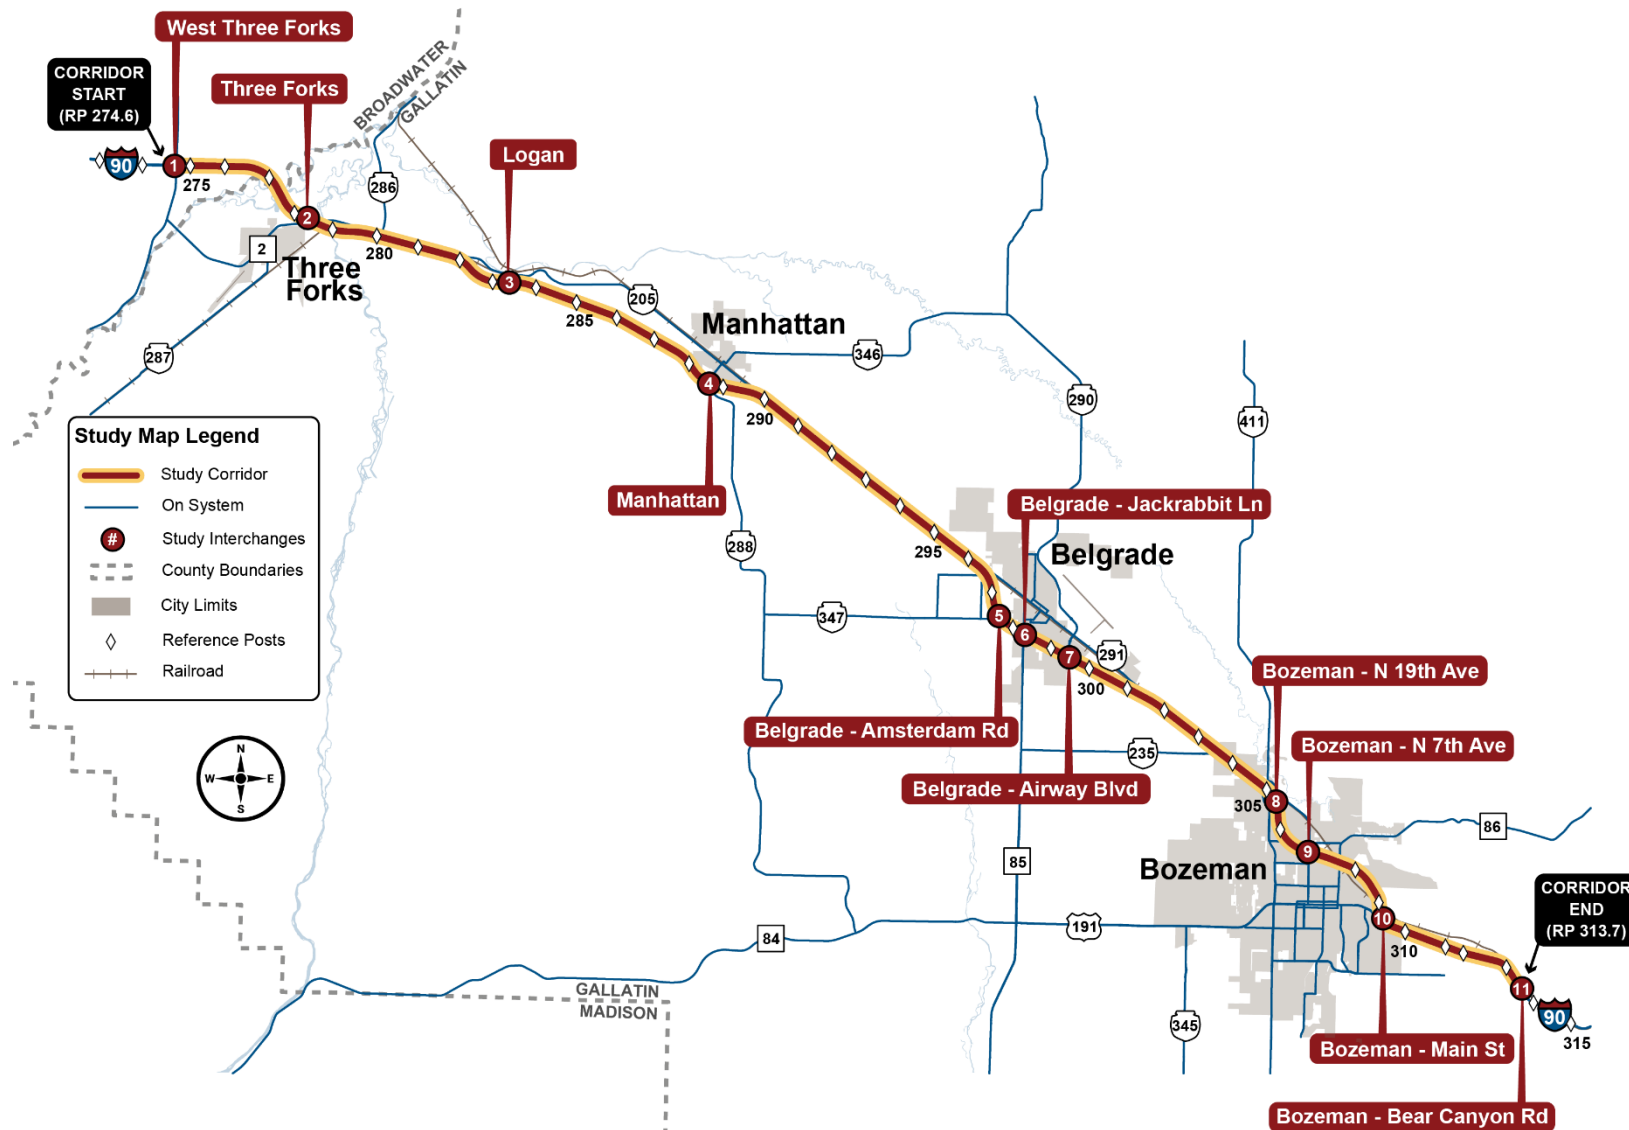 West Three Forks
CORRIDOR
START
(RP 274.6)
Three Forks
BROADWATER
GALLATIN
90
1
275
286
Logan
2
2
280
Three
Forks
3
205
285
287
Manhattan
346
4
290
290
411
Study Map Legend
Study Corridor
On System
# Study Interchanges
County Boundaries
City Limits
Reference Posts
Railroad
Manhattan
288
295
Belgrade - Jackrabbit Ln
Belgrade
347
5
6
7
291
300
Belgrade - Amsterdam Rd
Bozeman - N 19th Ave
235
Bozeman - N 7th Ave
Belgrade - Airway Blvd
N
W E
S
305
8
86
9
85
Bozeman
CORRIDOR
END
(RP 313.7)
84
191
10
310
11
GALLATIN
MADISON
90
345
315
Bozeman - Main St
Bozeman - Bear Canyon Rd